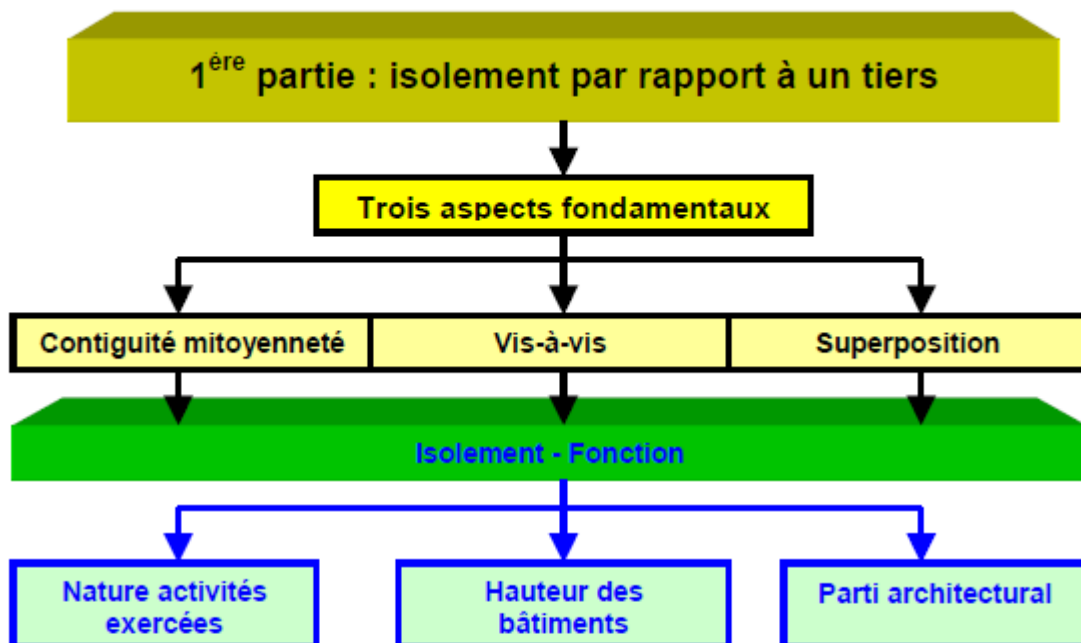 1ère partie : isolement par rapport à un tiers
Trois aspects fondamentaux
Contiguité mitoyenneté
Vis-à-vis
Superposition
Isolement - Fonction
Nature activités
exercées
Hauteur des
bâtiments
Parti architectural